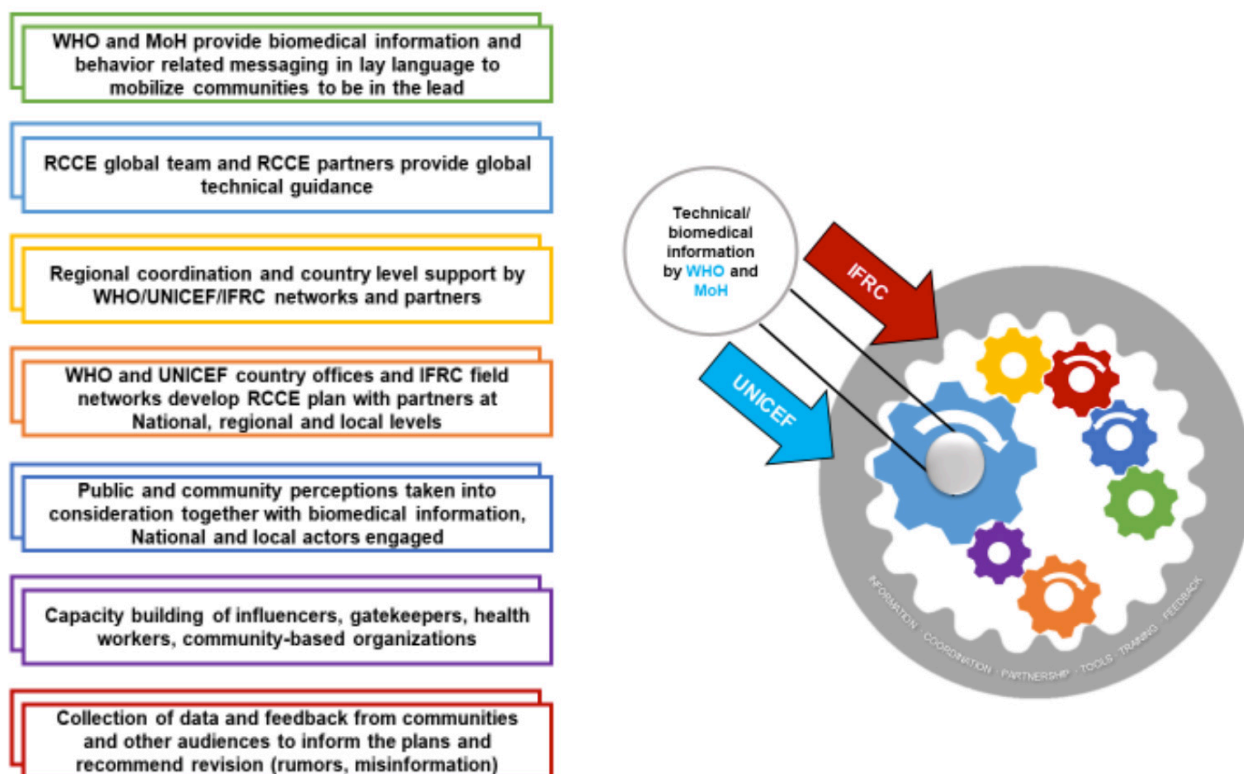 WHO and MoH provide biomedical information and
behavior related messaging in lay language to
mobilize communities to be in the lead
RCCE global team and RCCE partners provide global
technical guidance
Regional coordination and country level support by
WHO/UNICEF/IFRC networks and partners
WHO and UNICEF country offices and IFRC field
networks develop RCCE plan with partners at
National, regional and local levels
Public and community perceptions taken into
consideration together with biomedical information,
National and local actors engaged
Capacity building of influencers, gatekeepers, health
workers, community-based organizations
Collection of data and feedback from communities
and other audiences to inform the plans and
recommend revision (rumors, misinformation)
Technical/
biomedical
information
by WHO and
MoH
IFRC
UNICEF
INFORMATION · COORDINATION · PARTNERSHIP · TOOLS · TRAINING · FEEDBACK